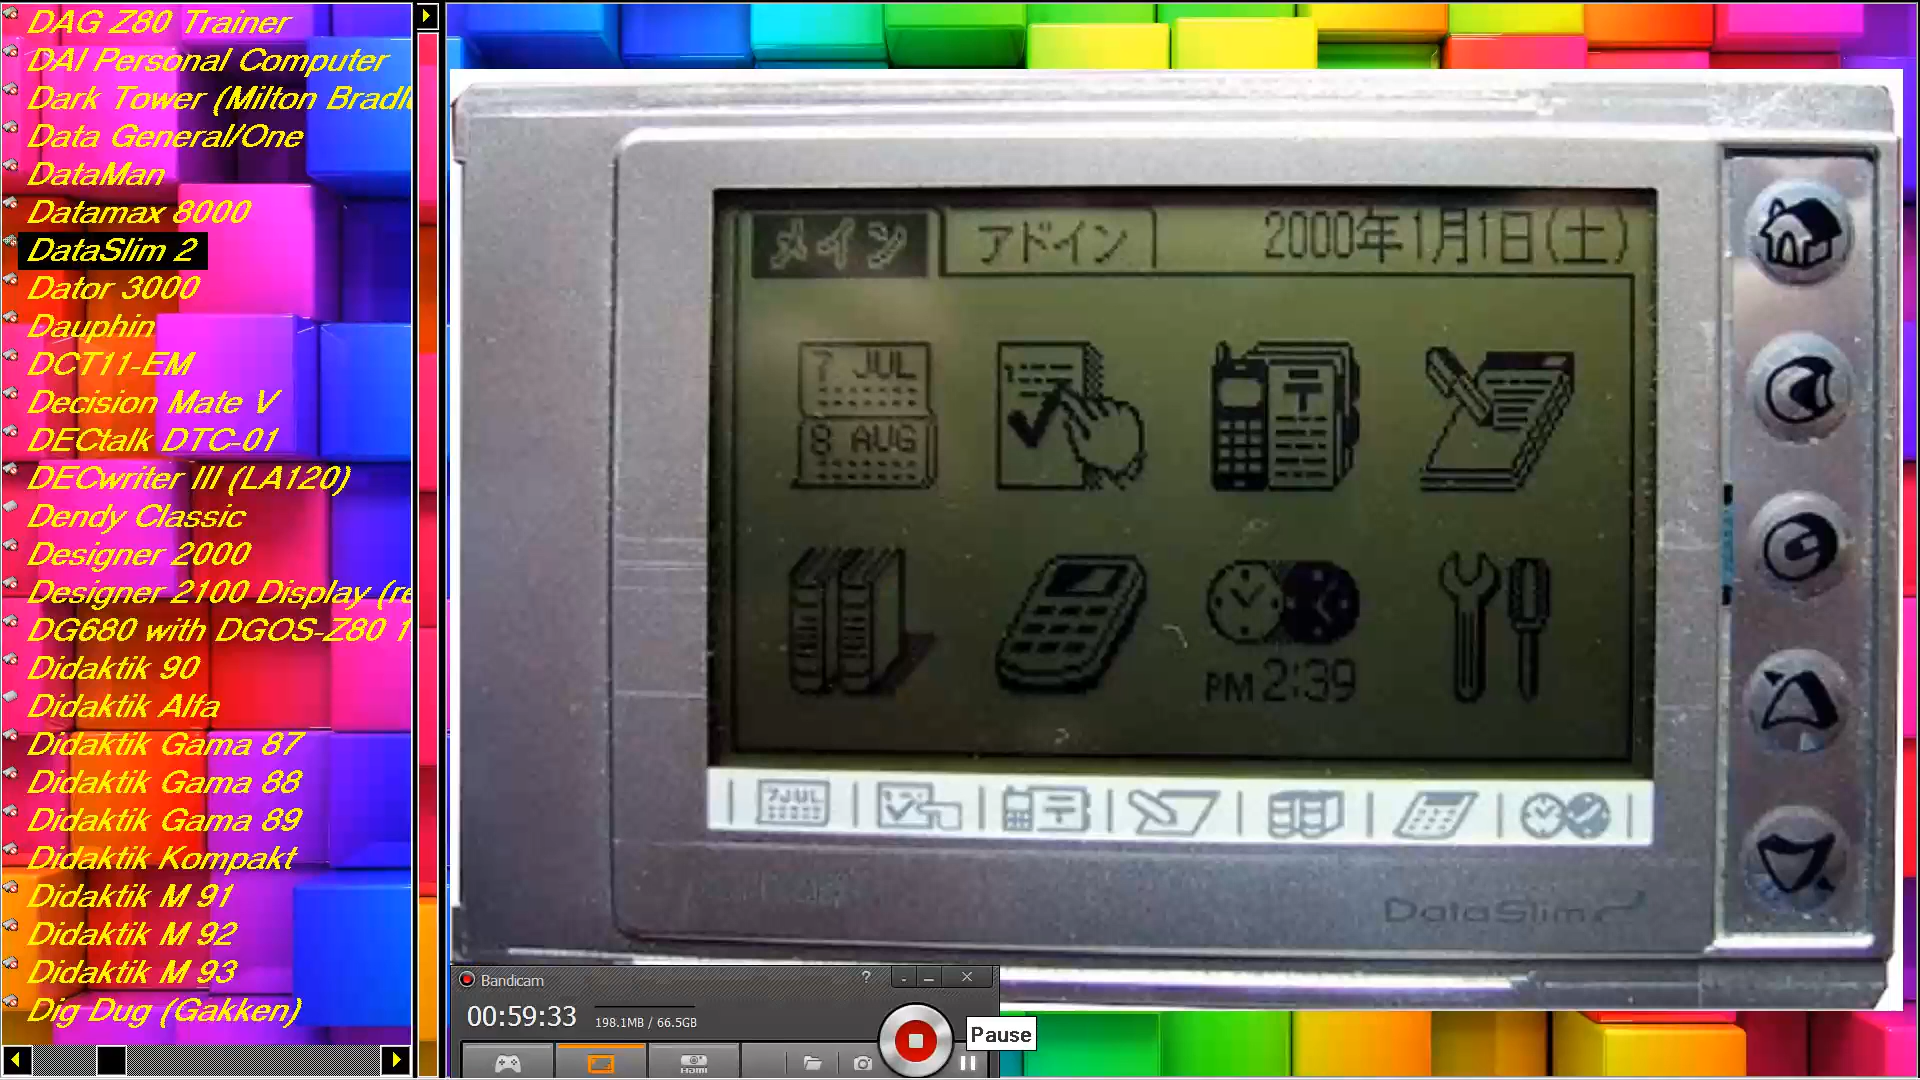 DAG Z80 Trainer
DAI Personal Computer
Dark Tower (Milton Bradl
Data General/One
DataMan
Datamax 8000
DataSlim 2
Dator 3000
Dauphin
DCT11-EM
Decision Mate V
DECtalk DTC-01
DECwriter III (LA120)
Dendy Classic
Designer 2000
Designer 2100 Display (re
DG680 with DGOS-Z80 1.
Didaktik 90
Didaktik Alfa
Didaktik Gama 87
Didaktik Gama 88
Didaktik Gama 89
Didaktik Kompakt
Didaktik M 91
Didaktik M 92
Didaktik M 93
Dig Dug (Gakken)
メイン
アドイン
2000年1月1日(土)
7 JUL
8 AUG
PM 2:39
7JUL
DataSlim2
Bandicam
00:59:33
198.1MB / 66.5GB
Pause
HDMI